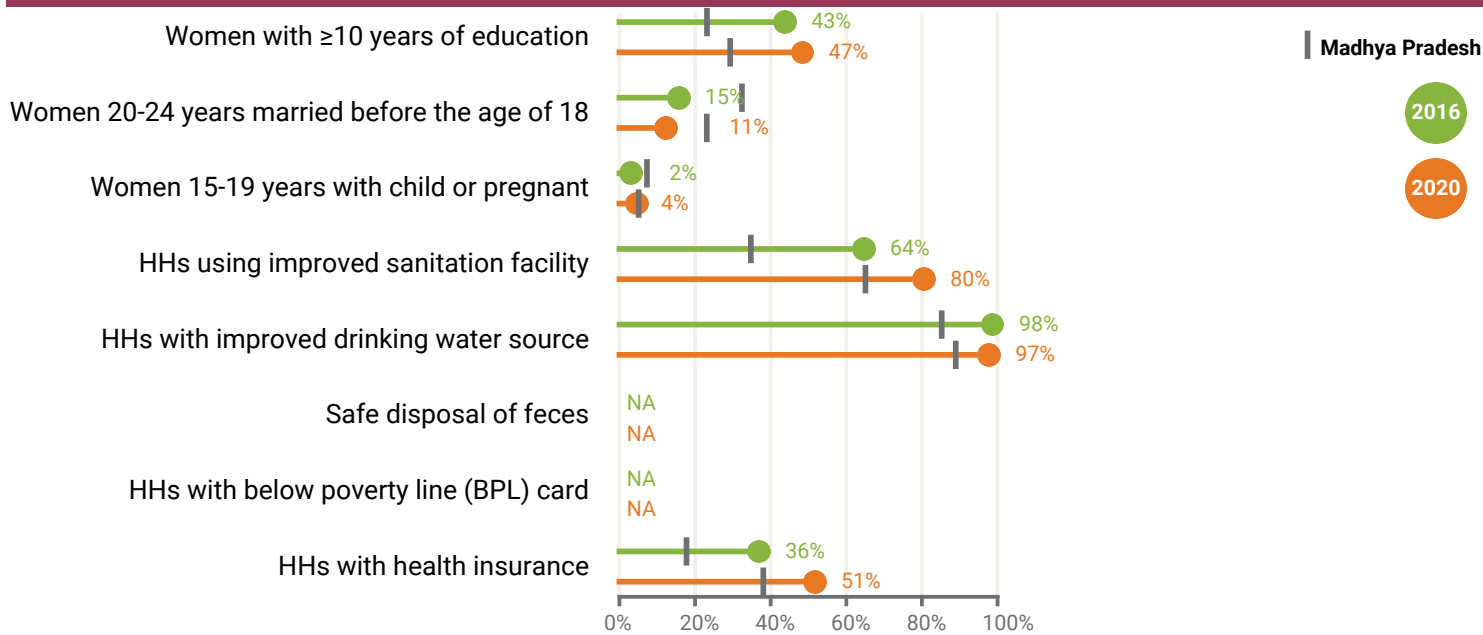 Women with ≥10 years of education
43%
47%
Women 20-24 years married before the age of 18
15%
11%
Women 15-19 years with child or pregnant
2%
4%
HHs using improved sanitation facility
64%
80%
HHs with improved drinking water source
98%
97%
Safe disposal of feces
NA
NA
HHs with below poverty line (BPL) card
NA
NA
HHs with health insurance
36%
51%
0% 20% 40% 60% 80% 100%
Madhya Pradesh
2016
2020